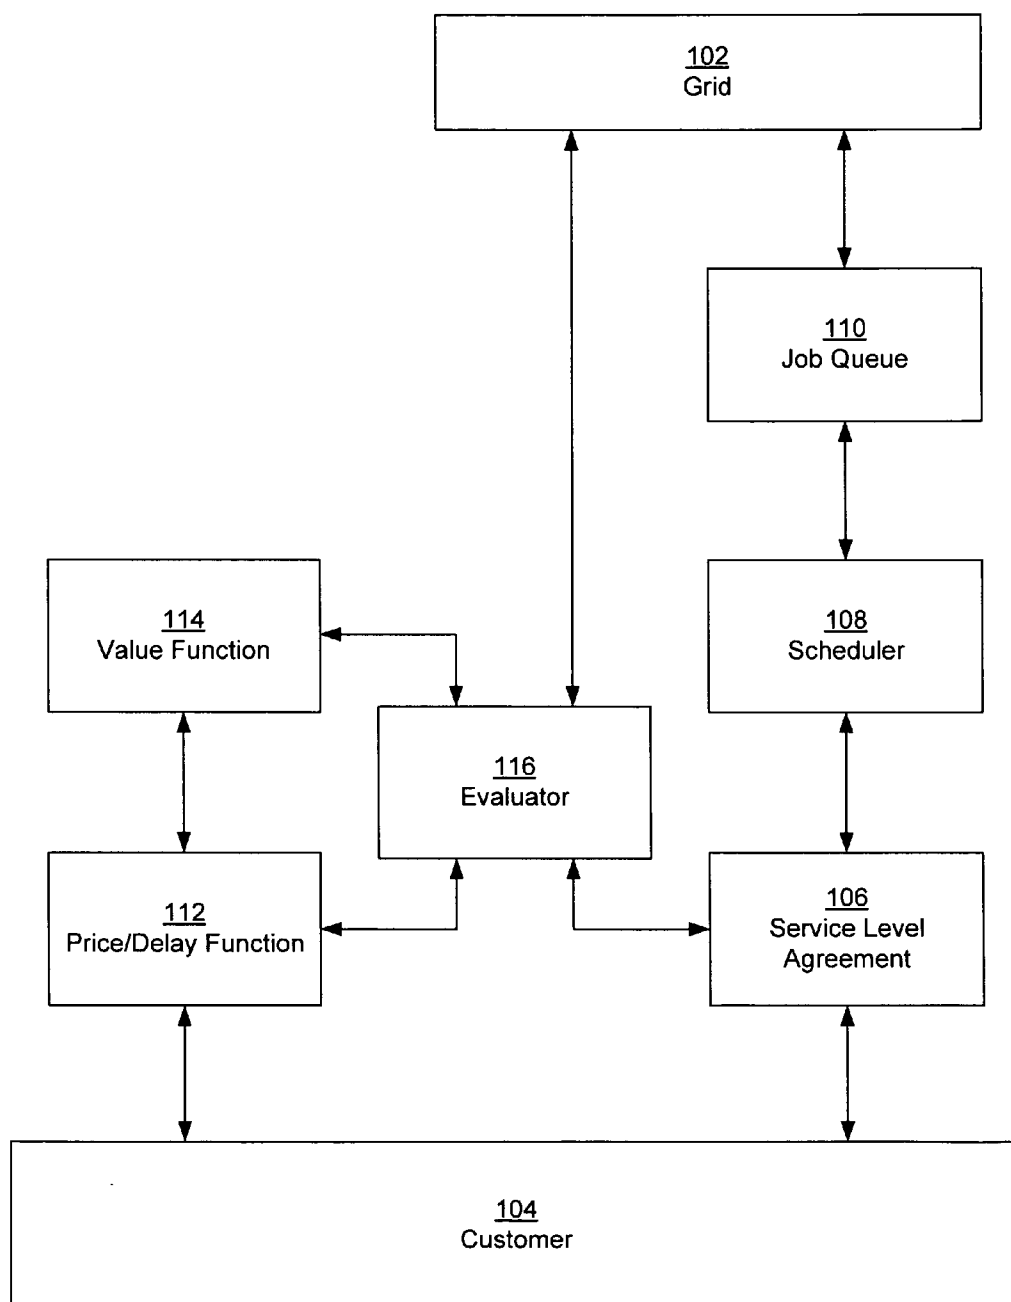 102
Grid
110
Job Queue
114
Value Function
108
Scheduler
116
Evaluator
112
Price/Delay Function
106
Service Level
Agreement
104
Customer